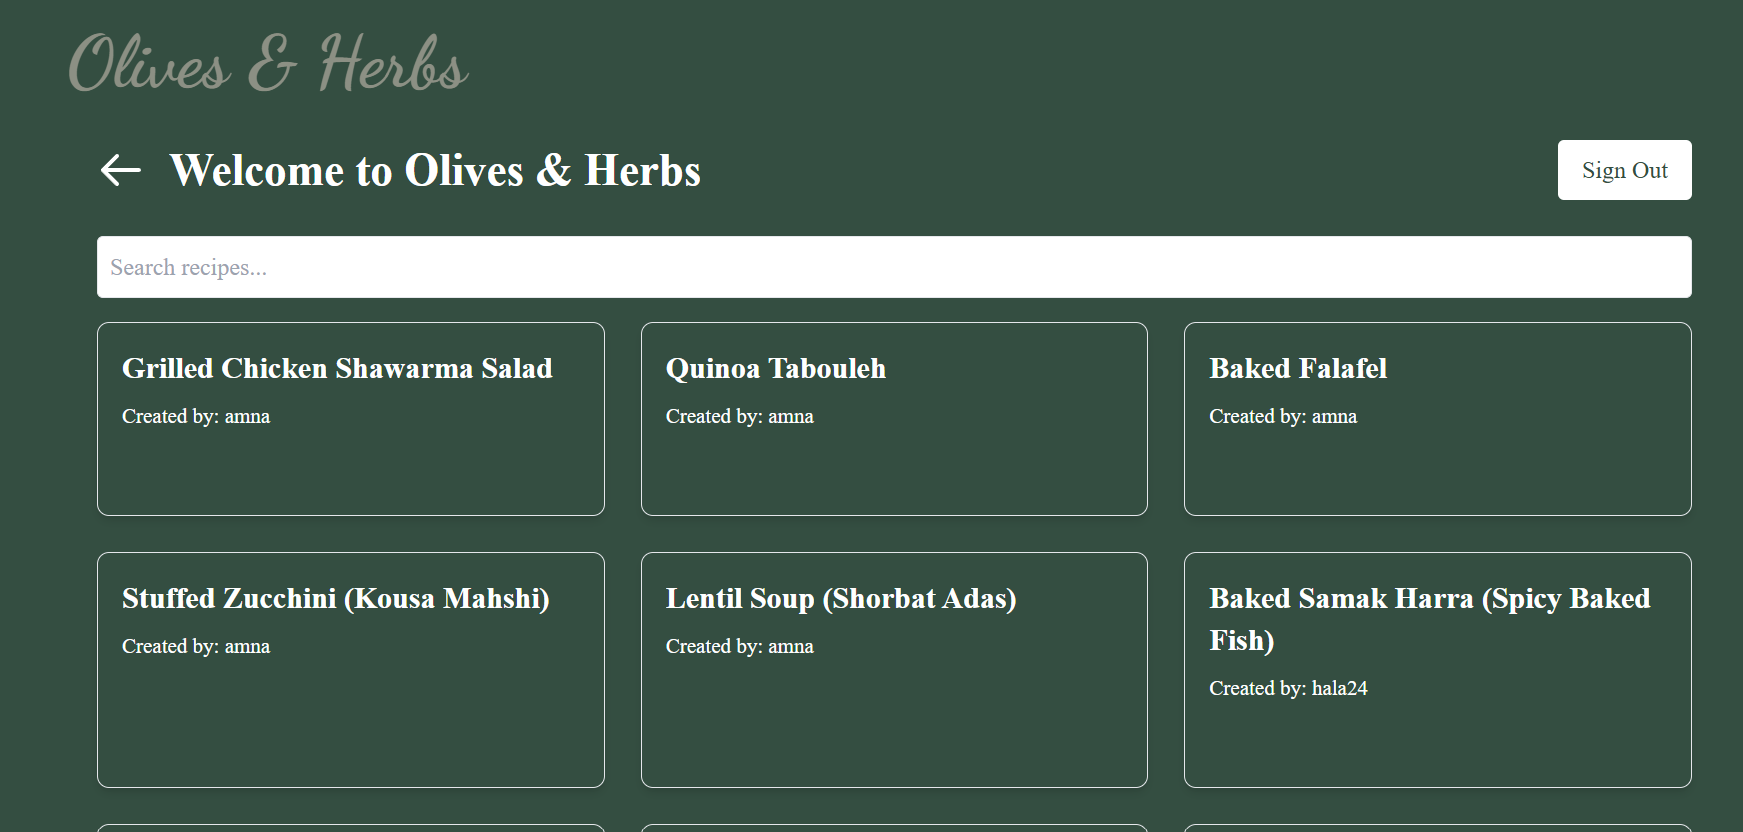 Olives & Herbs
Welcome to Olives & Herbs
Sign Out
Search recipes...
Grilled Chicken Shawarma Salad
Created by: amna
Quinoa Tabouleh
Created by: amna
Baked Falafel
Created by: amna
Stuffed Zucchini (Kousa Mahshi)
Created by: amna
Lentil Soup (Shorbat Adas)
Created by: amna
Baked Samak Harra (Spicy Baked
Fish)
Created by: hala24